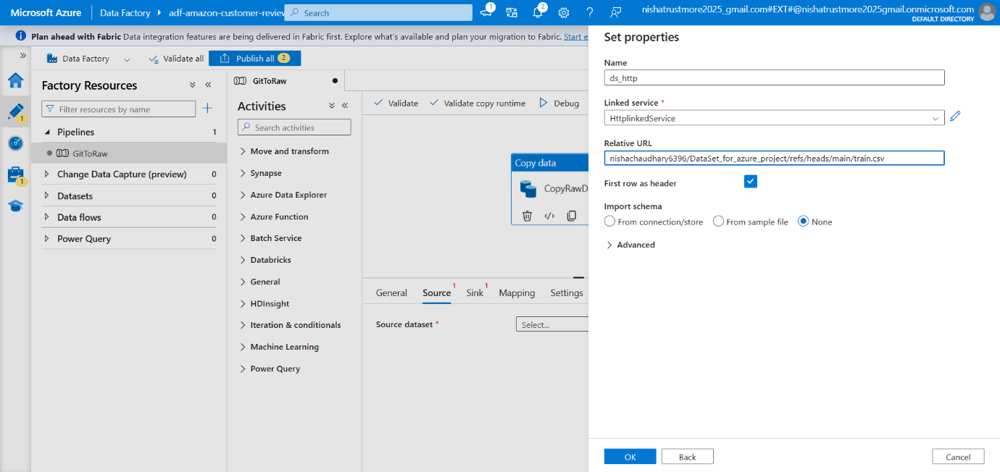 Microsoft Azure Data Factory adf-amazon-customer-review Search 1 2 nishatrustmore2025_gmail.com#EXT#@nishatrustmore2025gmail.onmicrosoft.com
DEFAULT DIRECTORY
Plan ahead with Fabric Data integration features are being delivered in Fabric first. Explore what's available and plan your migration to Fabric. Start e
Data Factory Validate all Publish all 2
1
1
Factory Resources
Filter resources by name
Pipelines 1
GitToRaw
Change Data Capture (preview) 0
Datasets 0
Data flows 0
Power Query 0
GitToRaw
Activities
Search activities
Move and transform
Synapse
Azure Data Explorer
Azure Function
Batch Service
Databricks
General
HDInsight
Iteration & conditionals
Machine Learning
Power Query
Validate Validate copy runtime Debug
Copy data
CopyRawD
General Source 1 Sink 1 Mapping Settings
Source dataset * Select...
Set properties
Name
ds_http
Linked service *
HttplinkedService
Relative URL
nishachaudhary6396/DataSet_for_azure_project/refs/heads/main/train.csv
First row as header
Import schema
From connection/store From sample file None
Advanced
OK Back Cancel